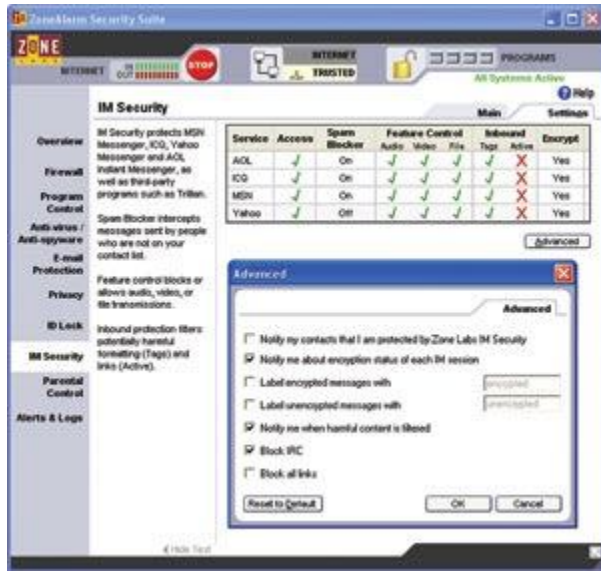 ZoneAlarm Security Suite
ZONE
LABS
INTERNET
IN
OUT
STOP
INTERNET
TRUSTED
PROGRAMS
All Systems Active
Help
IM Security
Main
Settings
Overview
Firewall
Program
Control
Anti-virus /
Anti-spyware
E-mail
Protection
Privacy
ID Lock
IM Security
Parental
Control
Alerts & Logs
IM Security protects MSN
Messenger, ICQ, Yahoo
Messenger and AOL
Instant Messenger, as
well as third-party
programs such as Trillian.
Spam Blocker intercepts
messages sent by people
who are not on your
contact list.
Feature control blocks or
allows audio, video, or
file transmissions.
Inbound protection filters
potentially harmful
formatting (Tags) and
links (Active).
Service Access Spam Blocker Feature Control Inbound Encrypt
Audio Video File Tags Active
AOL On Yes
ICQ On Yes
MSN On Yes
Yahoo Off Yes
Advanced
Advanced
Advanced
Notify my contacts that I am protected by Zone Labs IM Security
Notify me about encryption status of each IM session
Label encrypted messages with encrypted
Label unencrypted messages with unencrypted
Notify me when harmful content is filtered
Block IRC
Block all links
Reset to Default OK Cancel
Hide Text